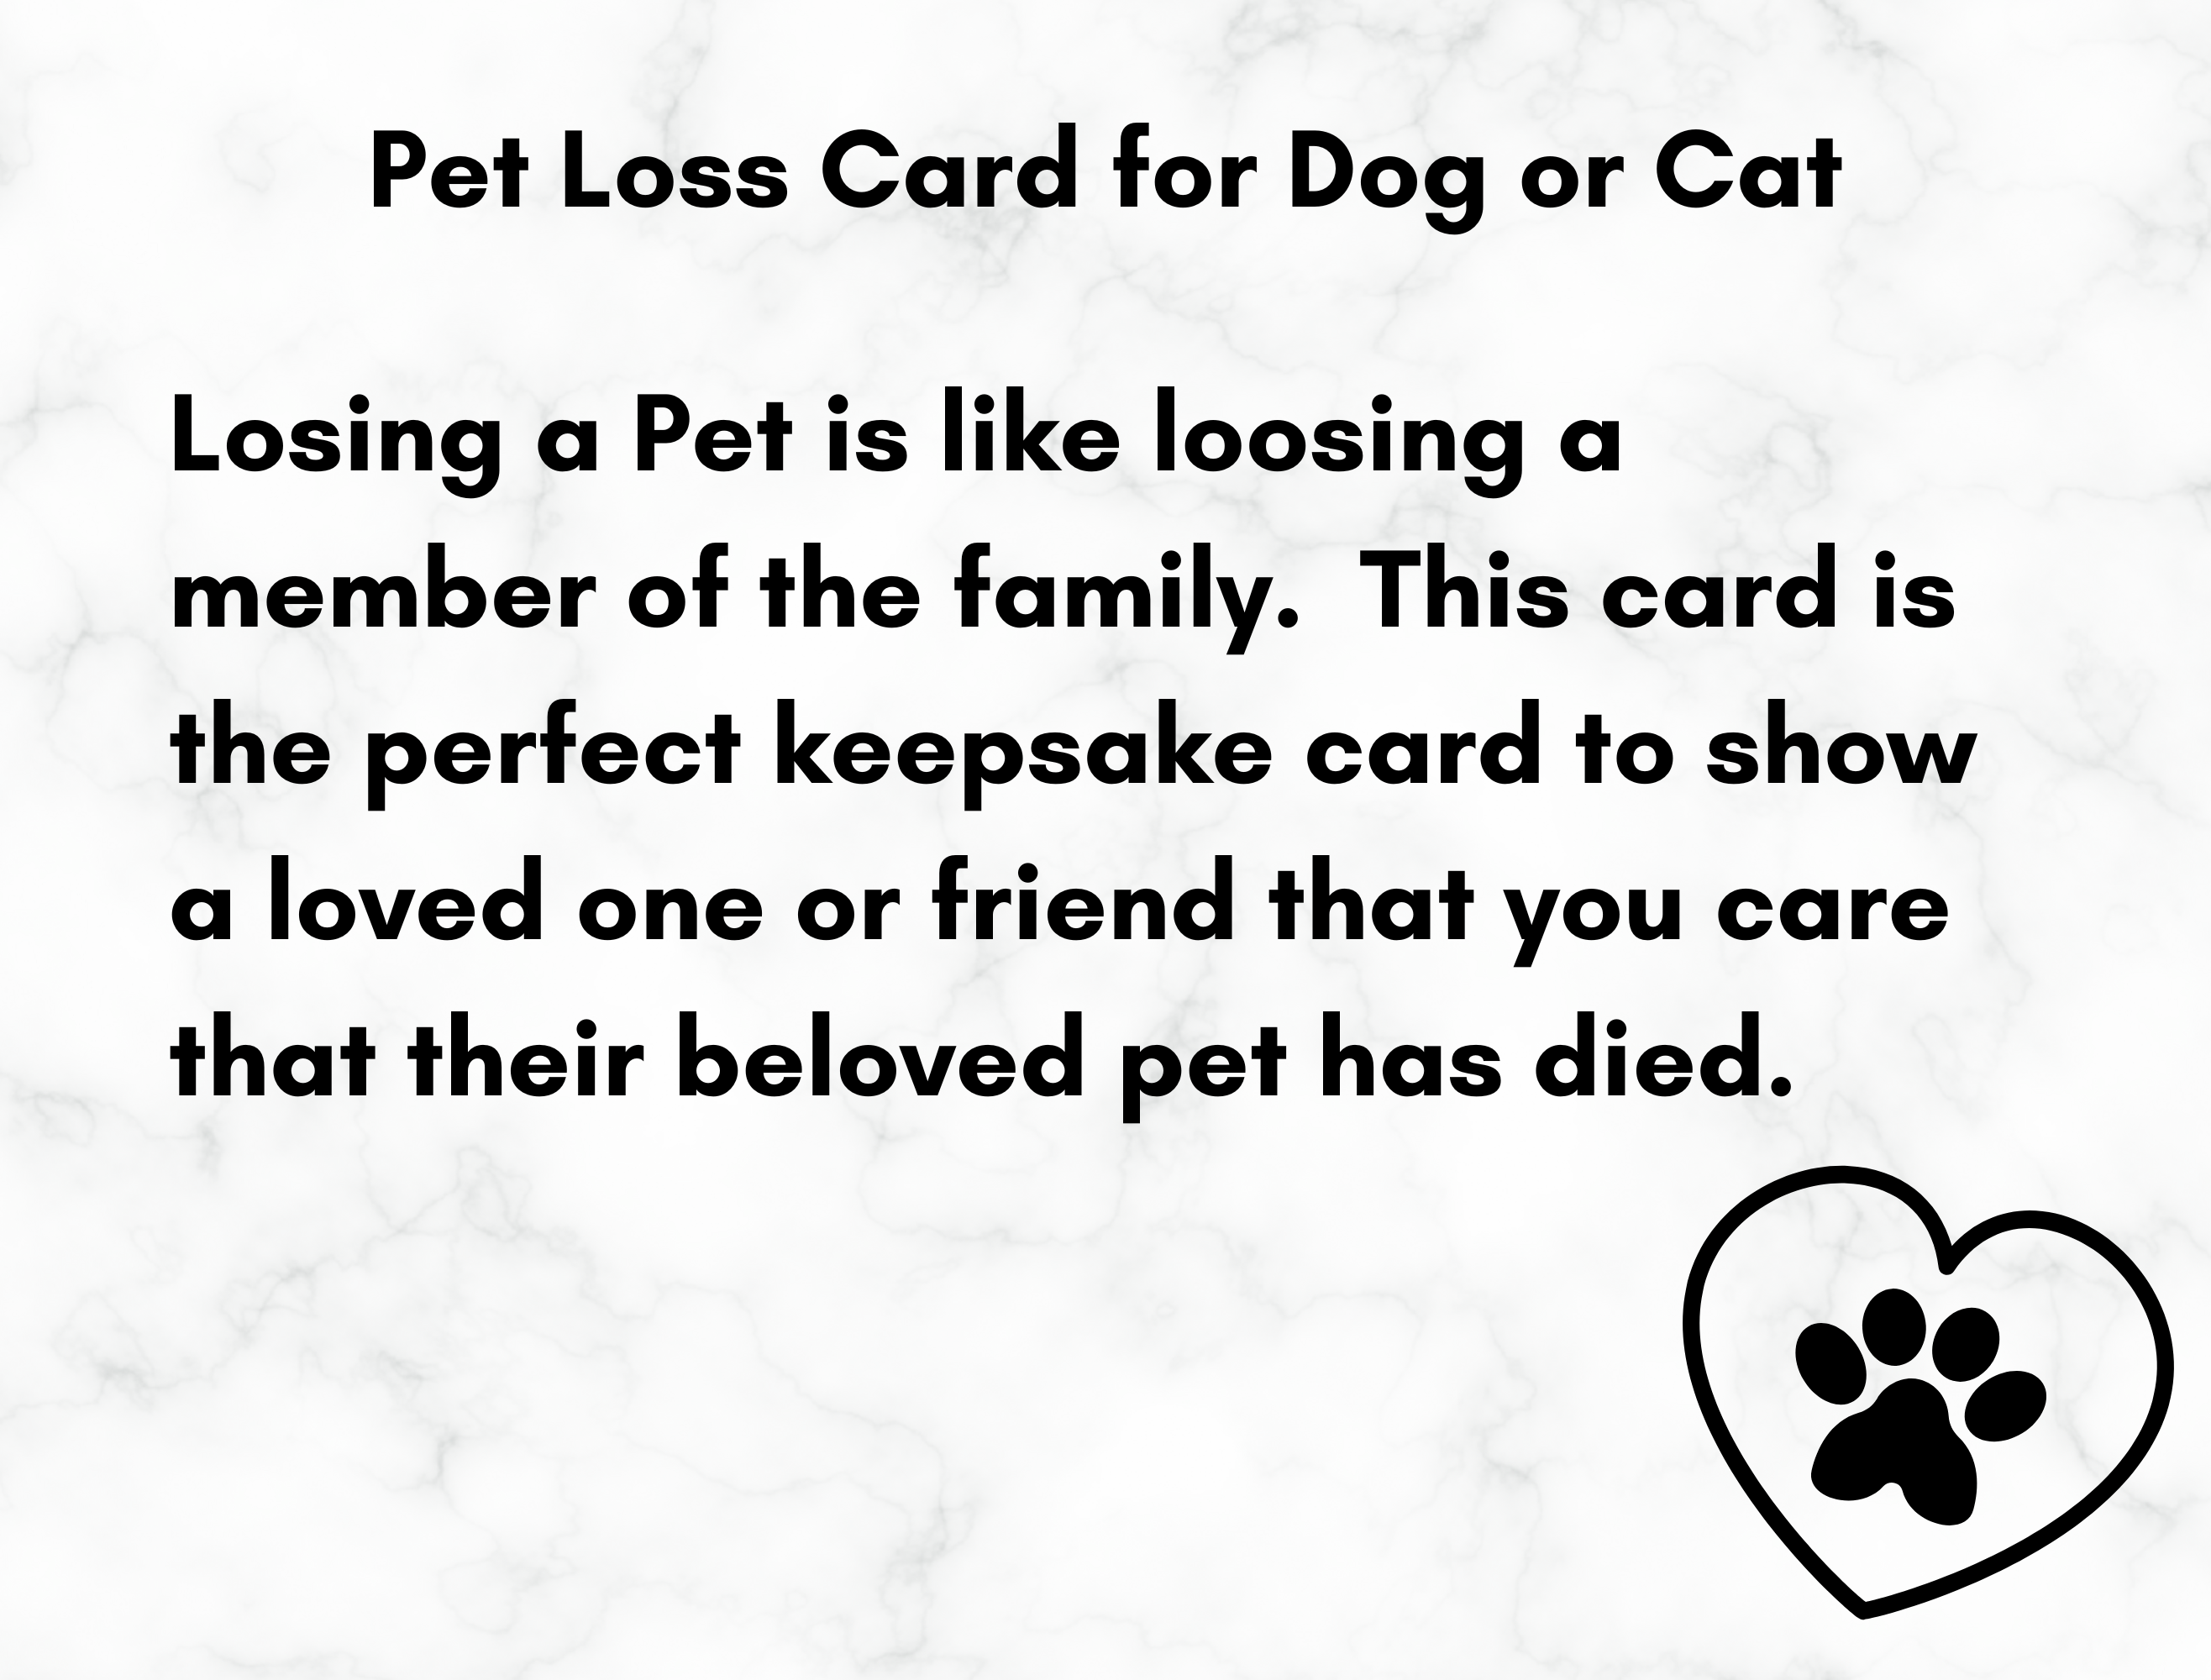 Pet Loss Card for Dog or Cat
Losing a Pet is like loosing a
member of the family.  This card is
the perfect keepsake card to show
a loved one or friend that you care
that their beloved pet has died.